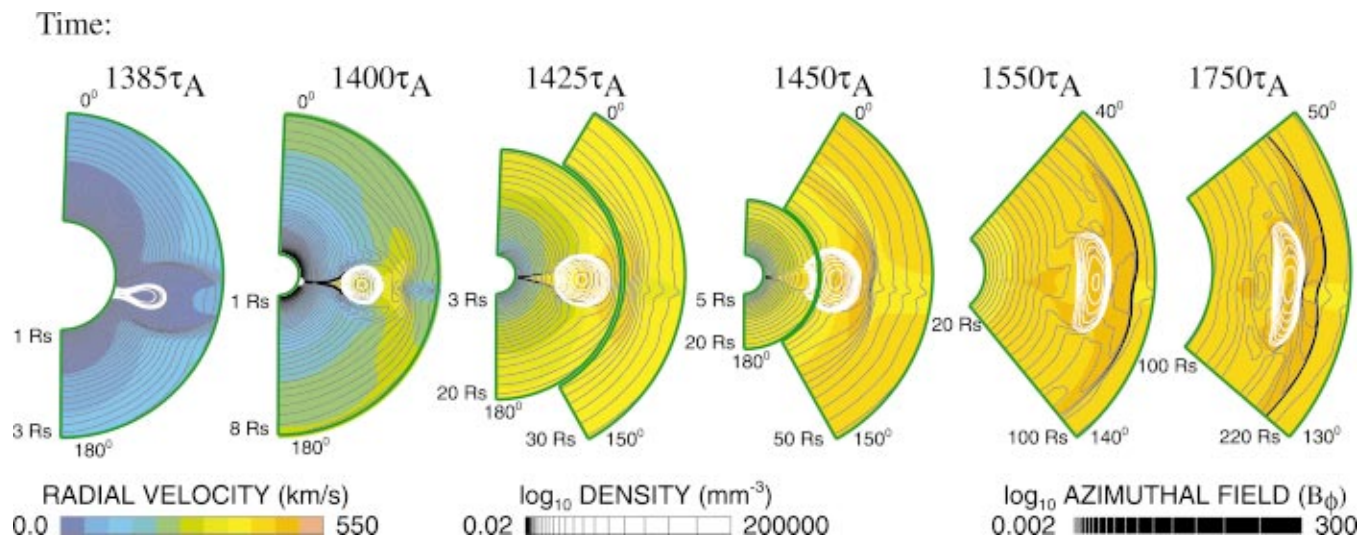 Time:
1385τA 1400τA 1425τA 1450τA 1550τA 1750τA
0⁰ 0⁰ 0⁰ 0⁰ 40⁰ 50⁰
1 Rs 1 Rs 3 Rs 5 Rs 20 Rs 100 Rs
20 Rs 20 Rs
3 Rs 180⁰ 8 Rs 180⁰ 180⁰ 30 Rs 150⁰ 180⁰ 50 Rs 150⁰ 100 Rs 140⁰ 220 Rs 130⁰
RADIAL VELOCITY (km/s) log₁₀ DENSITY (mm⁻³) log₁₀ AZIMUTHAL FIELD (Bϕ)
0.0 550 0.02 200000 0.002 300